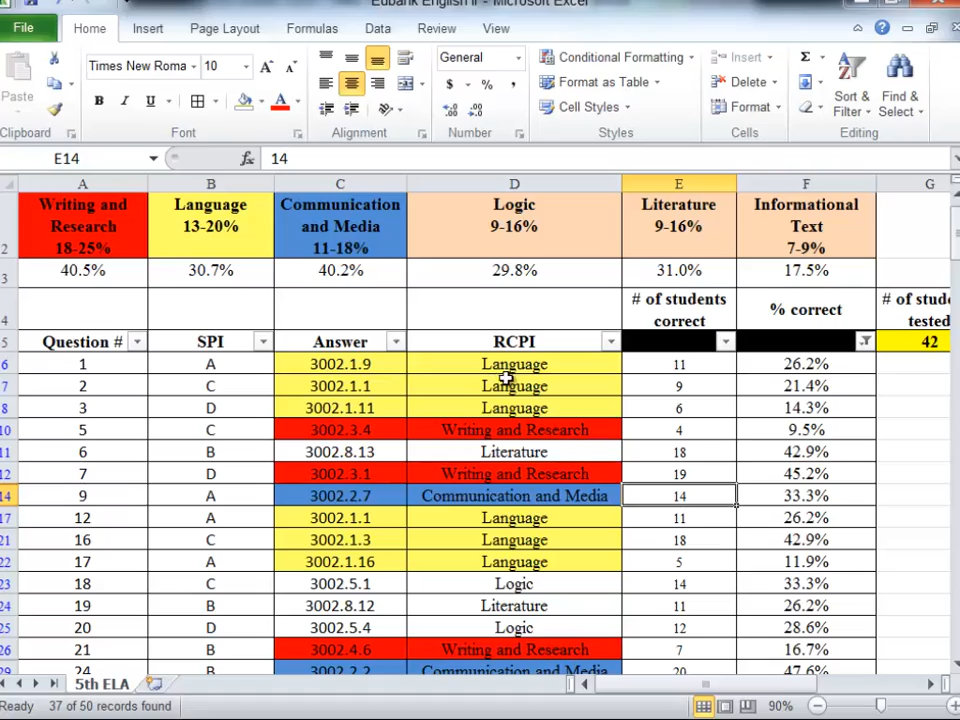 Eubank English II - Microsoft Excel
File Home Insert Page Layout Formulas Data Review View
Paste
Times New Roma 10
General
Conditional Formatting
Format as Table
Cell Styles
Insert
Delete
Format
Sort & Filter
Find & Select
Clipboard Font Alignment Number Styles Cells Editing
E14 fx 14
A B C D E F G
2 Writing and Research 18-25% Language 13-20% Communication and Media 11-18% Logic 9-16% Literature 9-16% Informational Text 7-9%
3 40.5% 30.7% 40.2% 29.8% 31.0% 17.5%
4 # of students correct % correct # of stude tested
5 Question # SPI Answer RCPI 42
6 1 A 3002.1.9 Language 11 26.2%
7 2 C 3002.1.1 Language 9 21.4%
8 3 D 3002.1.11 Language 6 14.3%
10 5 C 3002.3.4 Writing and Research 4 9.5%
11 6 B 3002.8.13 Literature 18 42.9%
12 7 D 3002.3.1 Writing and Research 19 45.2%
14 9 A 3002.2.7 Communication and Media 14 33.3%
17 12 A 3002.1.1 Language 11 26.2%
21 16 C 3002.1.3 Language 18 42.9%
22 17 A 3002.1.16 Language 5 11.9%
23 18 C 3002.5.1 Logic 14 33.3%
24 19 B 3002.8.12 Literature 11 26.2%
25 20 D 3002.5.4 Logic 12 28.6%
26 21 B 3002.4.6 Writing and Research 7 16.7%
29 24 B 3002.2.2 Communication and Media 20 47.6%
5th ELA
Ready 37 of 50 records found 90%